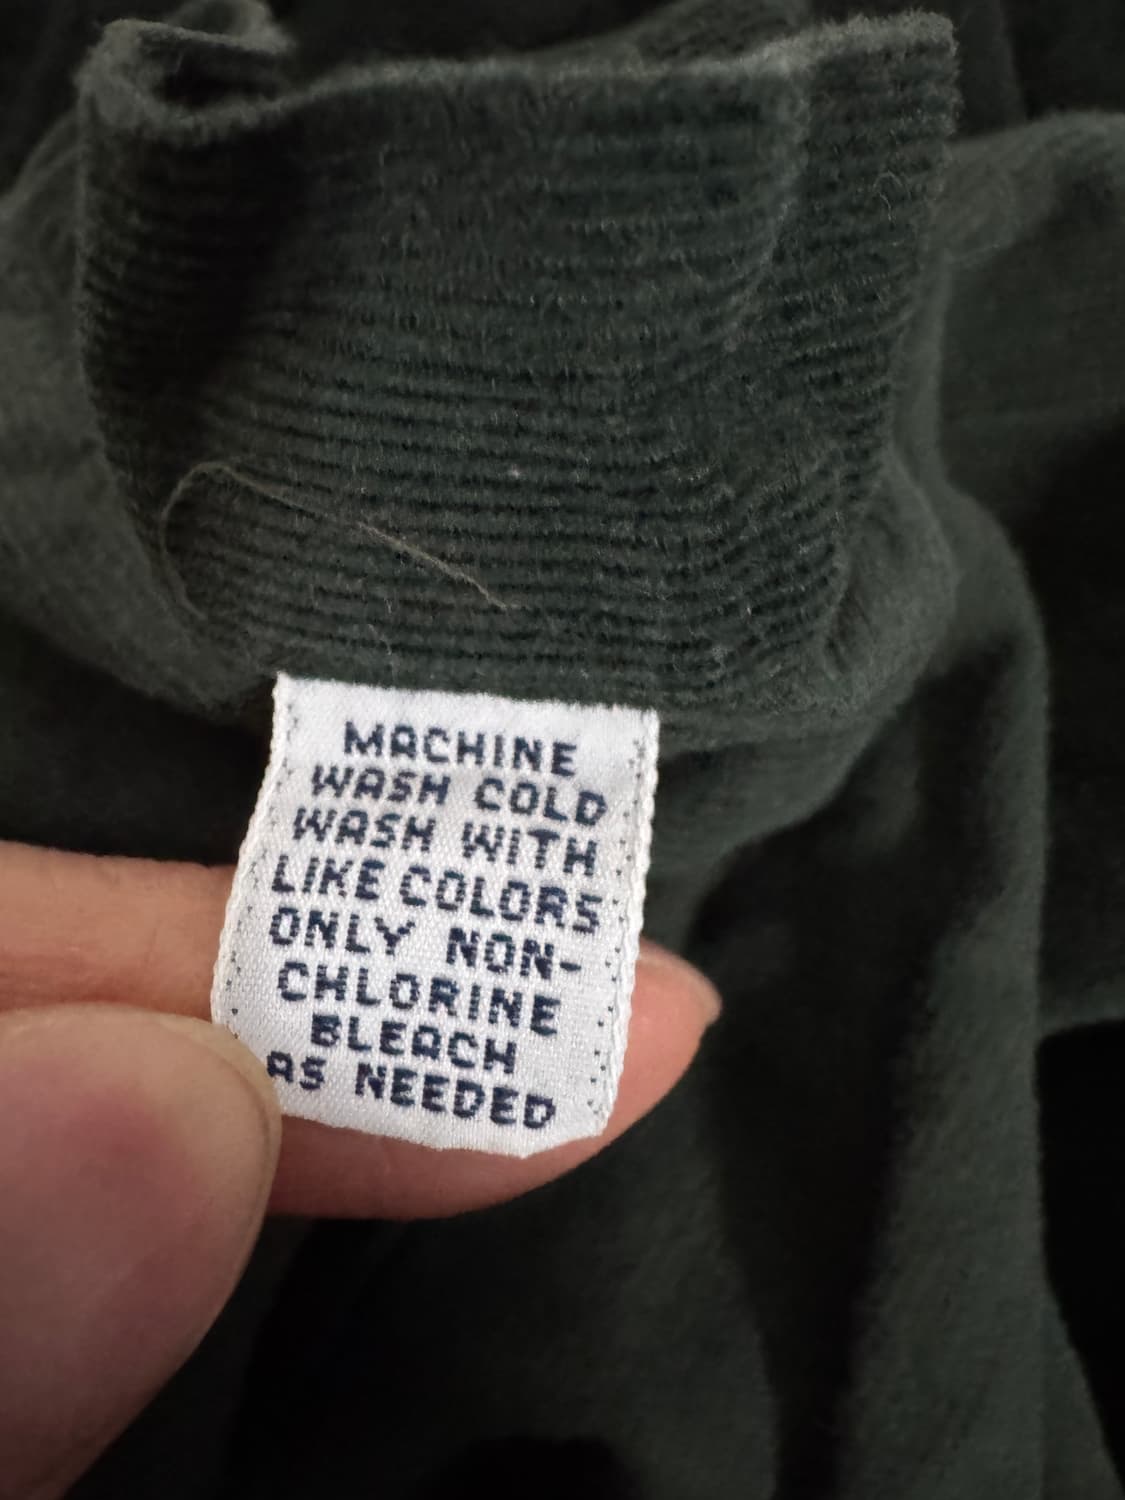 MACHINE
WASH COLD
WASH WITH
LIKE COLORS
ONLY NON-
CHLORINE
BLEACH
AS NEEDED